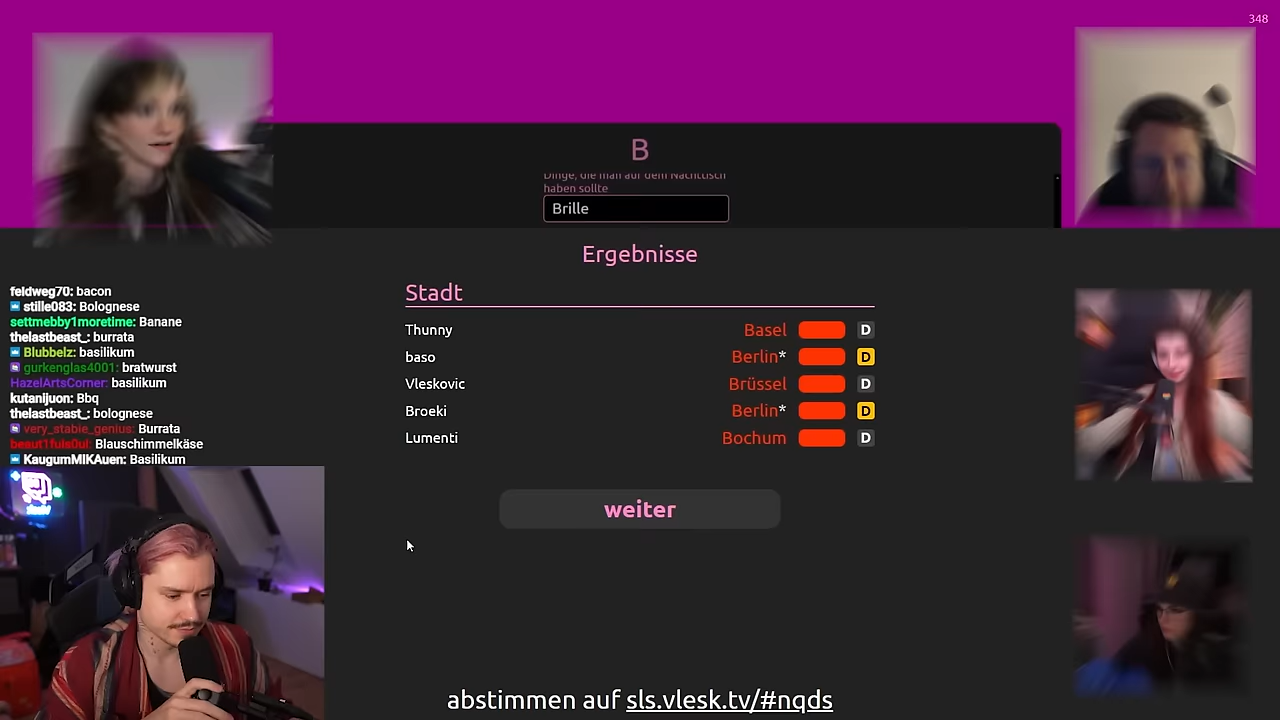 348
B
Dinge, die man auf dem Nachttisch
haben sollte
Brille
Ergebnisse
Stadt
Thunny Basel D
baso Berlin* D
Vleskovic Brüssel D
Broeki Berlin* D
Lumenti Bochum D
weiter
feldweg70: bacon
stille083: Bolognese
settmebby1moretime: Banane
thelastbeast_: burrata
Blubbelz: basilikum
gurkenglas4001: bratwurst
HazelArtsCorner: basilikum
kutanijuon: Bbq
thelastbeast_: bolognese
very_stable_genius: Burrata
beaut1fuls0ul: Blauschimmelkäse
KaugumMIKAuen: Basilikum
abstimmen auf sls.vlesk.tv/#nqds